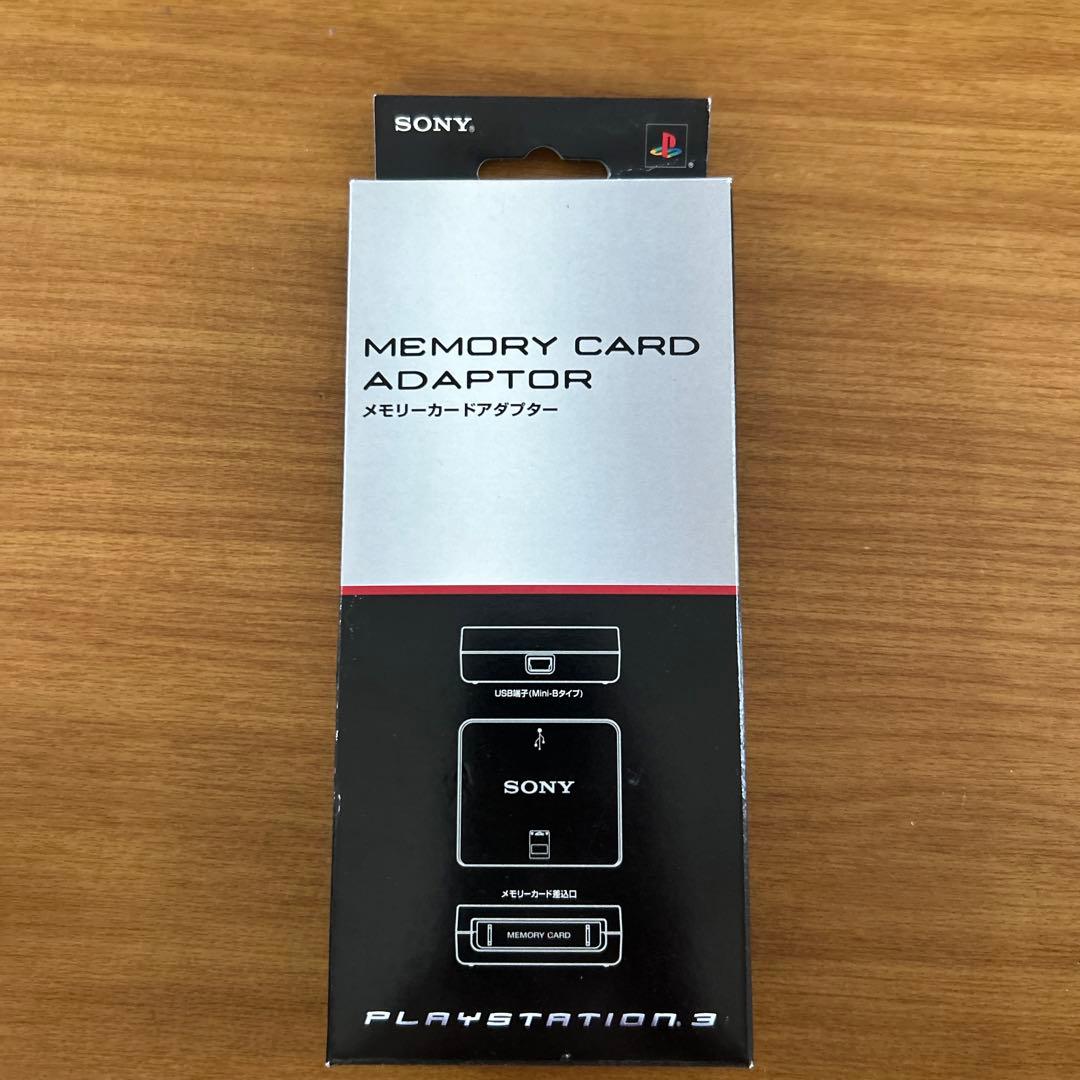 SONY®
MEMORY CARD
ADAPTOR
メモリーカードアダプター
USB端子(Mini-Bタイプ)
SONY
メモリーカード差込口
MEMORY CARD
PLAYSTATION®3